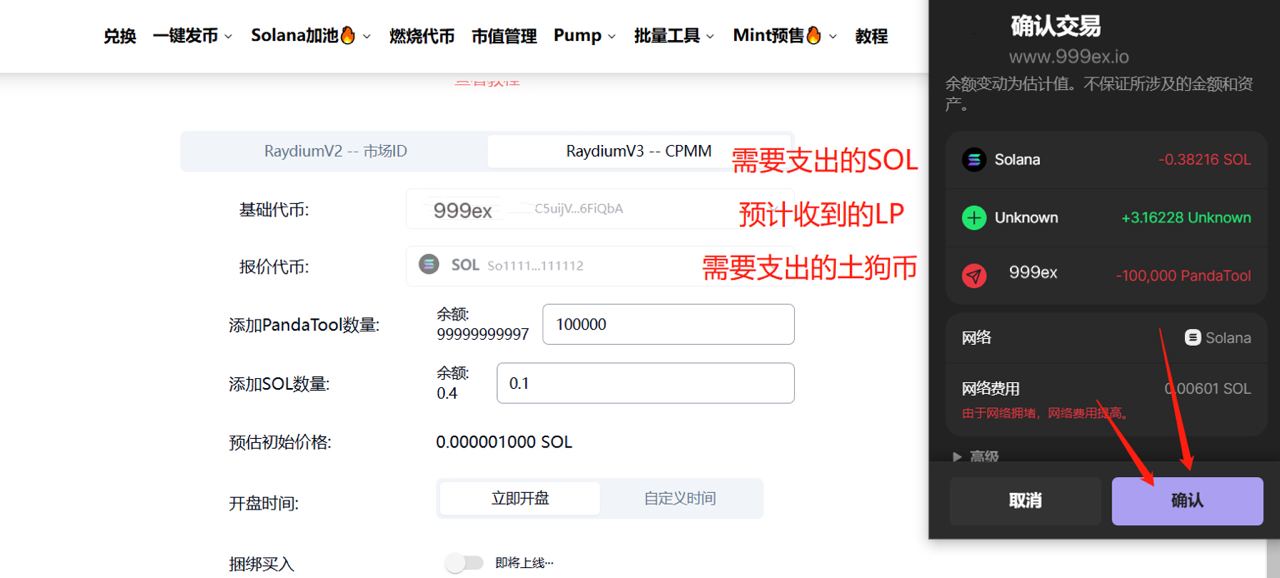 兑换 一键发币 Solana加池🔥 燃烧代币 市值管理 Pump 批量工具 Mint预售🔥 教程
查看教程
RaydiumV2 -- 市场ID RaydiumV3 -- CPMM
需要支出的SOL
基础代币: 999ex C5uijV...6FiQbA
预计收到的LP
报价代币: SOL So1111...111112
需要支出的土狗币
添加PandaTool数量: 余额:
99999999997 100000
添加SOL数量: 余额:
0.4 0.1
预估初始价格: 0.000001000 SOL
开盘时间: 立即开盘 自定义时间
捆绑买入 即将上线...
确认交易
www.999ex.io
余额变动为估计值。不保证所涉及的金额和资
产。
Solana -0.38216 SOL
Unknown +3.16228 Unknown
999ex -100,000 PandaTool
网络 Solana
网络费用 0.00601 SOL
由于网络拥堵，网络费用提高。
高级
取消 确认